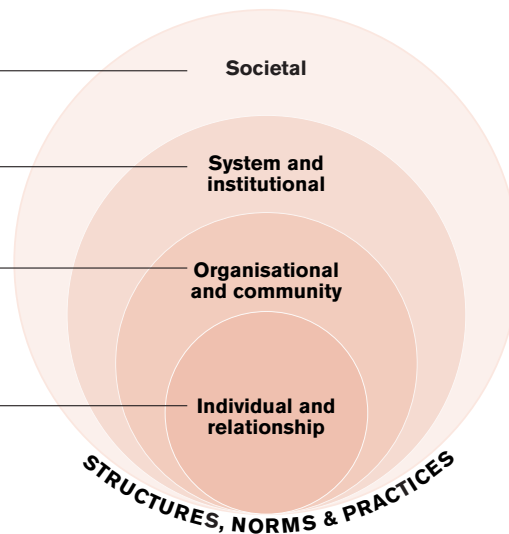 Societal
System and
institutional
Organisational
and community
Individual and
relationship
STRUCTURES, NORMS & PRACTICES